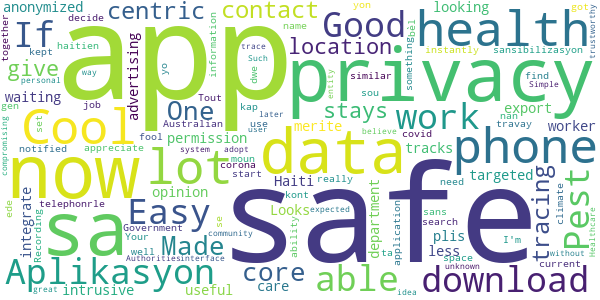 anonymized
decide
together
haitien
centric
contact
Good
looking
name
yon
instantly
sansibilizasyon
got
trustworthy
If
app
health
give
waiting
advertising
yo
information
Such
dwe
location
something
kept
personal
way
job
trace
similar
bèl
find
Simple
privacy
gen
compromising
set
Cool
One
Tout
Australian
stays
sou
entity
export
nan
travay
work
merite
worker
notified
fool
permission
kap
later
use
user
covid
believe
data
phone
now
lot
appreciate
system
adopt
moun
corona
start
tracks
opinion
really
safe
targeted
ede
telephonrle
Haiti
kont
expected
ability
department
sans
search
need
climate
tracing
Pest
sa
Easy
Looks
plis
Healthcare
integrate
Recording
Your
Government
Authorities
interface
well
se
community
Made
core
able
application
less
space
current
I'm
without
Aplikasyon
intrusive
great
useful
care
ta
idea
unknown
download